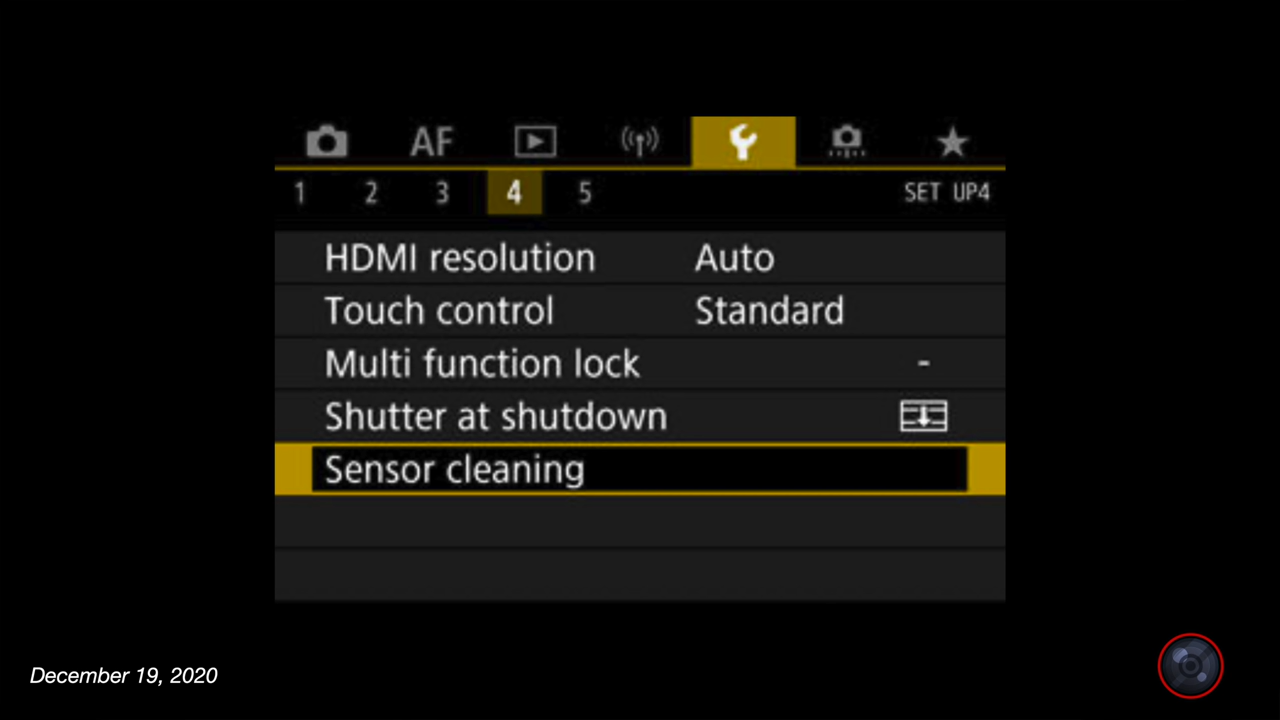 AF
1 2 3 4 5 SET UP4
HDMI resolution Auto
Touch control Standard
Multi function lock -
Shutter at shutdown
Sensor cleaning
December 19, 2020